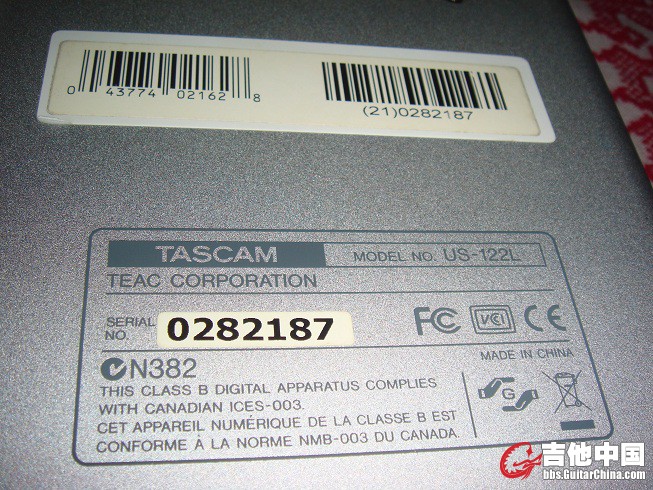 0 43774 02162 8
(21)0282187
TASCAM
MODEL NO. US-122L
TEAC CORPORATION
SERIAL NO. 0282187
FC VCI CE
MADE IN CHINA
N382
THIS CLASS B DIGITAL APPARATUS COMPLIES
WITH CANADIAN ICES-003.
CET APPAREIL NUMÉRIQUE DE LA CLASSE B EST
CONFORME À LA NORME NMB-003 DU CANADA.
G
吉他中国
bbs.GuitarChina.com